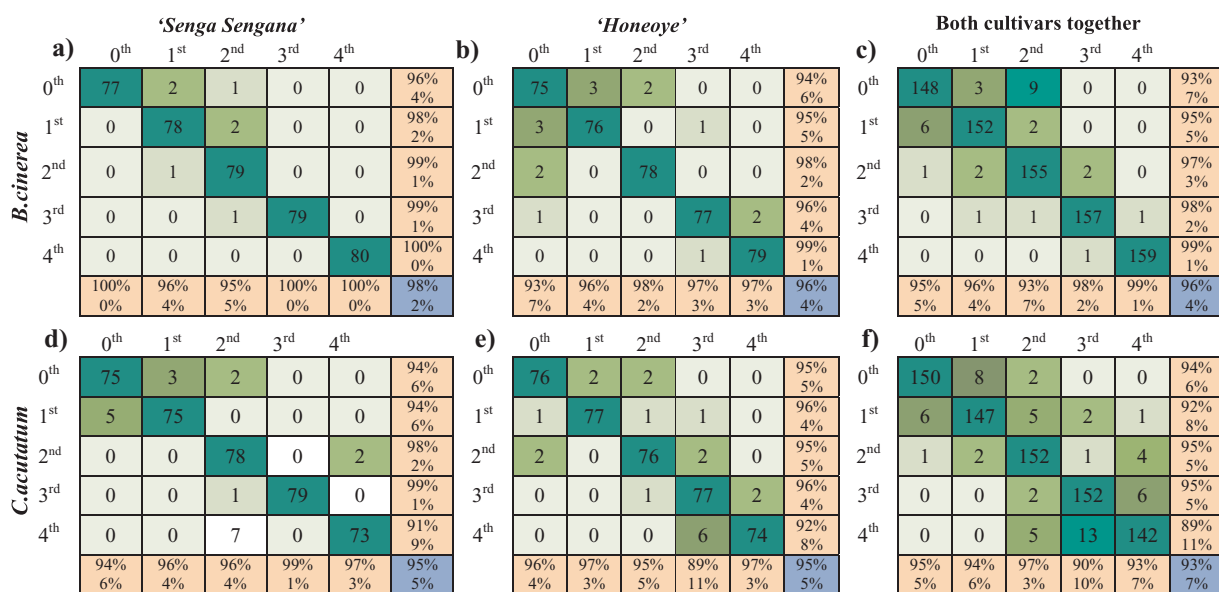 ‘Senga Sengana’ ‘Honeoye’ Both cultivars together
B.cinerea
a)
0th 1st 2nd 3rd 4th
0th 77 2 1 0 0 96% 4%
1st 0 78 2 0 0 98% 2%
2nd 0 1 79 0 0 99% 1%
3rd 0 0 1 79 0 99% 1%
4th 0 0 0 0 80 100% 0%
100% 96% 95% 100% 100% 98%
0% 4% 5% 0% 0% 2%
b)
0th 1st 2nd 3rd 4th
0th 75 3 2 0 0 94% 6%
1st 3 76 0 1 0 95% 5%
2nd 2 0 78 0 0 98% 2%
3rd 1 0 0 77 2 96% 4%
4th 0 0 0 1 79 99% 1%
93% 96% 98% 97% 97% 96%
7% 4% 2% 3% 3% 4%
c)
0th 1st 2nd 3rd 4th
0th 148 3 9 0 0 93% 7%
1st 6 152 2 0 0 95% 5%
2nd 1 2 155 2 0 97% 3%
3rd 0 1 1 157 1 98% 2%
4th 0 0 0 1 159 99% 1%
95% 96% 93% 98% 99% 96%
5% 4% 7% 2% 1% 4%
C.acutatum
d)
0th 1st 2nd 3rd 4th
0th 75 3 2 0 0 94% 6%
1st 5 75 0 0 0 94% 6%
2nd 0 0 78 0 2 98% 2%
3rd 0 0 1 79 0 99% 1%
4th 0 0 7 0 73 91% 9%
94% 96% 96% 99% 97% 95%
6% 4% 4% 1% 3% 5%
e)
0th 1st 2nd 3rd 4th
0th 76 2 2 0 0 95% 5%
1st 1 77 1 1 0 96% 4%
2nd 2 0 76 2 0 95% 5%
3rd 0 0 1 77 2 96% 4%
4th 0 0 0 6 74 92% 8%
96% 97% 95% 89% 97% 95%
4% 3% 5% 11% 3% 5%
f)
0th 1st 2nd 3rd 4th
0th 150 8 2 0 0 94% 6%
1st 6 147 5 2 1 92% 8%
2nd 1 2 152 1 4 95% 5%
3rd 0 0 2 152 6 95% 5%
4th 0 0 5 13 142 89% 11%
95% 94% 97% 90% 93% 93%
5% 6% 3% 10% 7% 7%